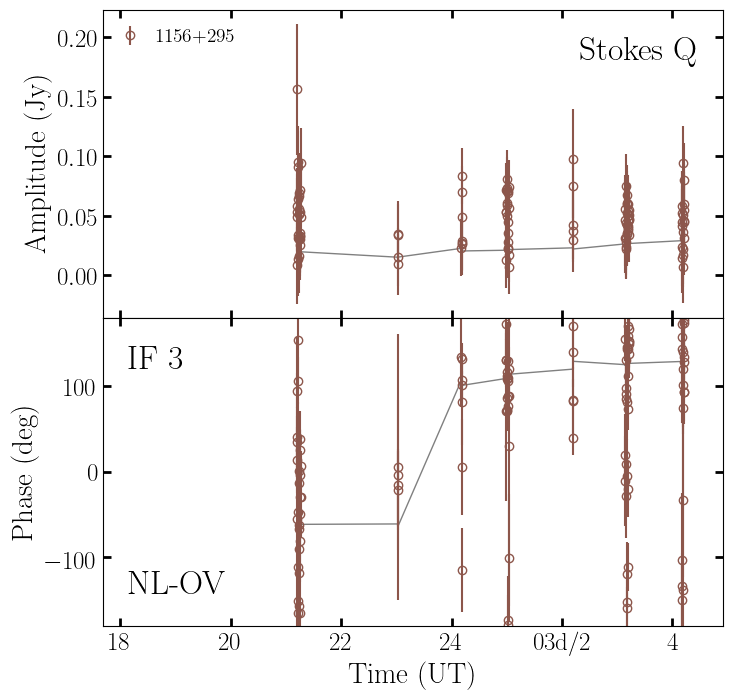 1156+295
Stokes Q
0.20
0.15
0.10
0.05
0.00
Amplitude (Jy)
IF 3
100
0
−100
Phase (deg)
NL-OV
18 20 22 24 03d/2 4
Time (UT)